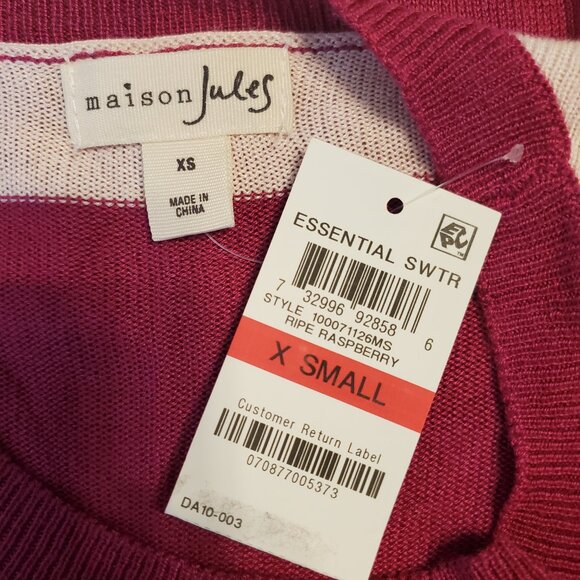 maison Jules
XS
MADE IN
CHINA
ESSENTIAL SWTR
7 32996 92858 6
STYLE 100071126MS
RIPE RASPBERRY
X SMALL
Customer Return Label
070877005373
DA10-003